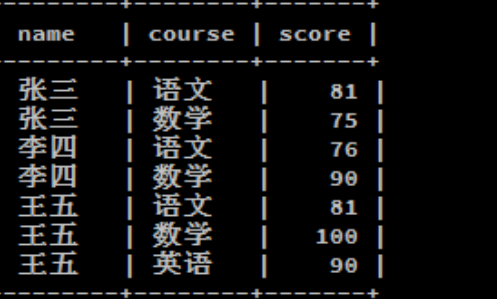 name | course | score |
张三 | 语文 | 81 |
张三 | 数学 | 75 |
李四 | 语文 | 76 |
李四 | 数学 | 90 |
王五 | 语文 | 81 |
王五 | 数学 | 100 |
王五 | 英语 | 90 |